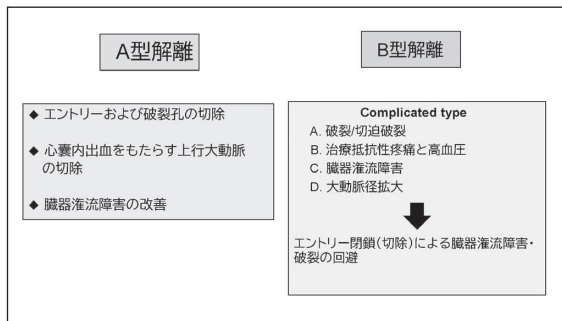 A型解離
◆ エントリーおよび破裂孔の切除
◆ 心嚢内出血をもたらす上行大動脈
の切除
◆ 臓器潅流障害の改善
B型解離
Complicated type
A. 破裂/切迫破裂
B. 治療抵抗性疼痛と高血圧
C. 臓器潅流障害
D. 大動脈径拡大
エントリー閉鎖(切除)による臓器潅流障害・
破裂の回避